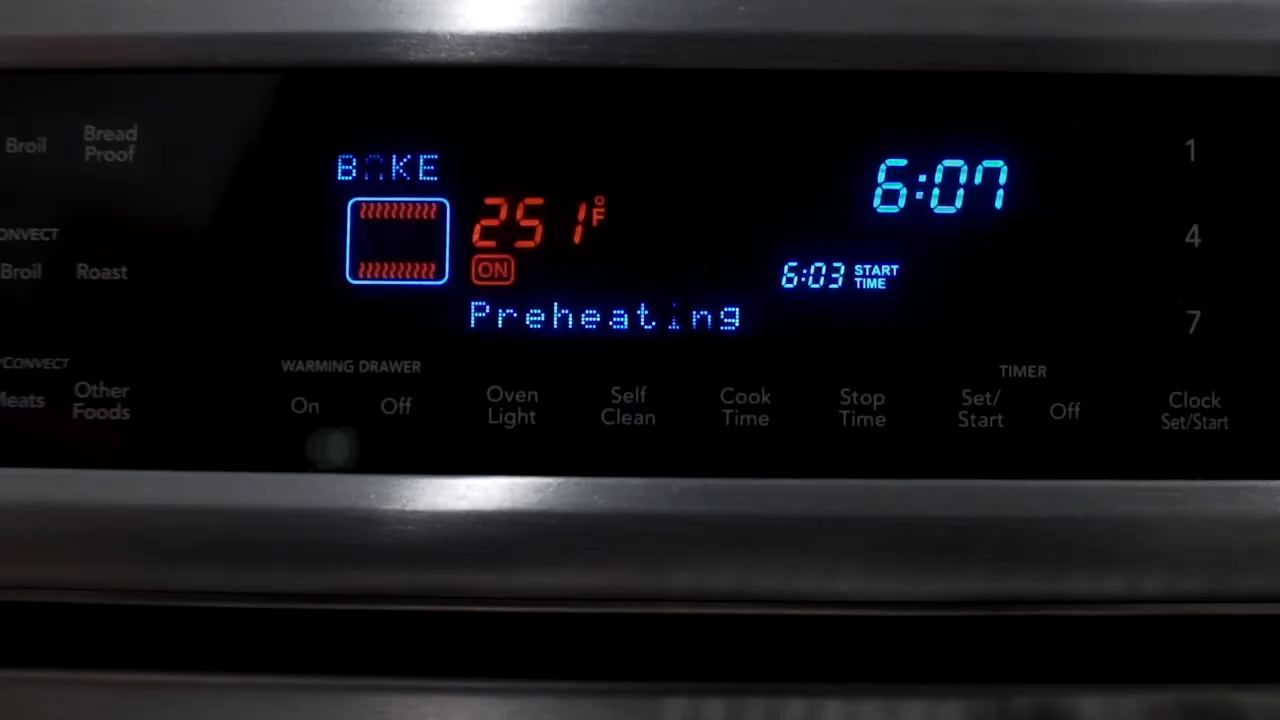 Broil
Bread
Proof
BAKE
6:07
1
251°F
ONVECT
4
Broil
Roast
ON
6:03 START
TIME
Preheating
7
CONVECT
WARMING DRAWER
TIMER
Meats
Other
Foods
On
Off
Oven
Light
Self
Clean
Cook
Time
Stop
Time
Set/
Start
Off
Clock
Set/Start